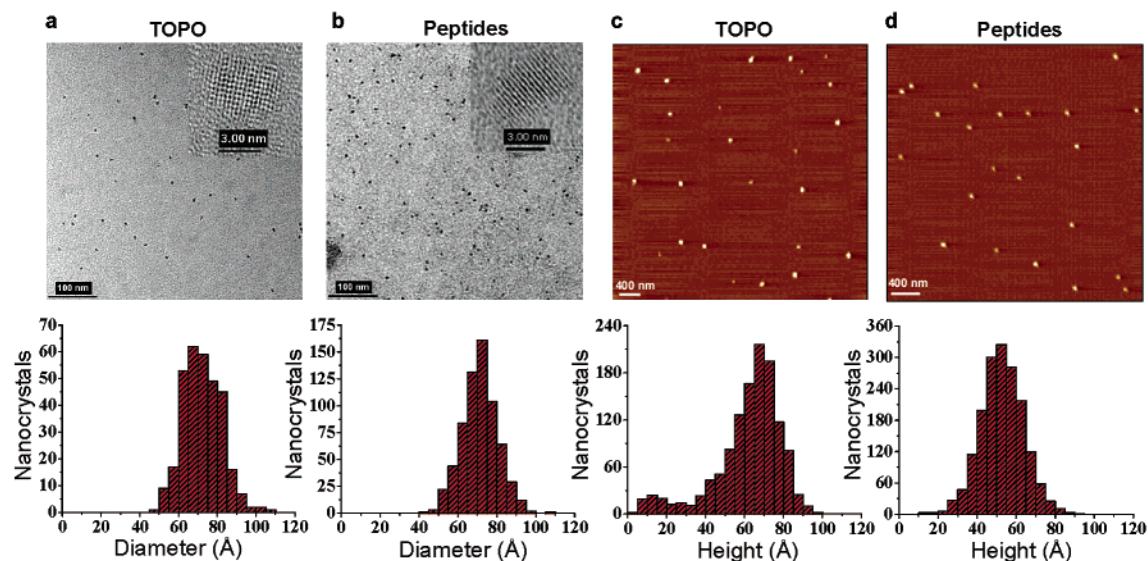 a
TOPO
3.00 nm
100 nm
b
Peptides
3.00 nm
100 nm
c
TOPO
400 nm
d
Peptides
400 nm
Nanocrystals
70
60
50
40
30
20
10
0
0 20 40 60 80 100 120
Diameter (Å)
Nanocrystals
175
150
125
100
75
50
25
0
0 20 40 60 80 100 120
Diameter (Å)
Nanocrystals
240
180
120
60
0
0 20 40 60 80 100 120
Height (Å)
Nanocrystals
360
270
180
90
0
0 20 40 60 80 100 120
Height (Å)